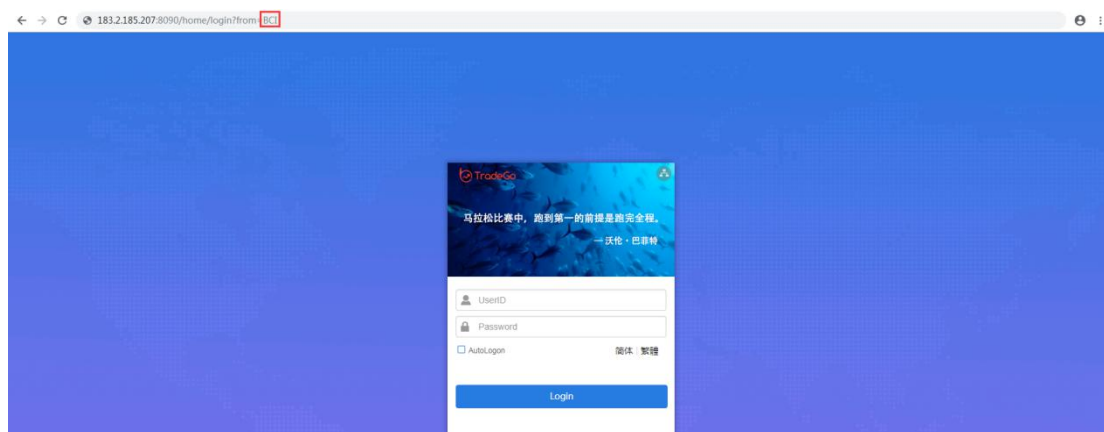 183.2.185.207:8090/home/login?from=BCI
TradeGo
马拉松比赛中，跑到第一的前提是跑完全程。
— 沃伦·巴菲特
UserID
Password
AutoLogon 简体 繁體
Login